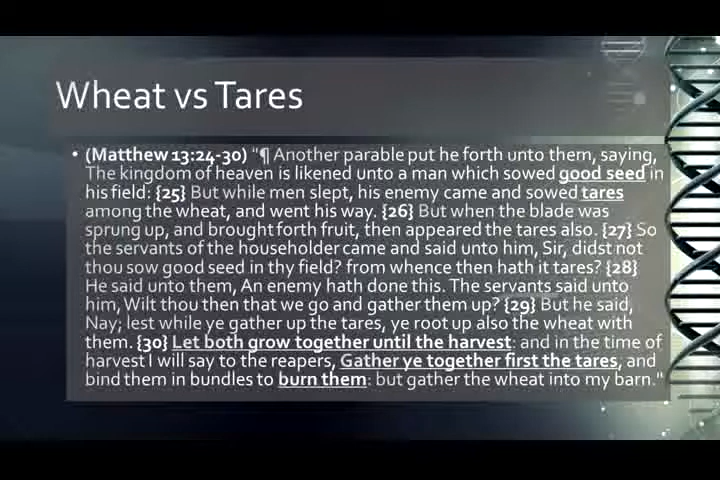 Wheat vs Tares
• (Matthew 13:24-30) "¶ Another parable put he forth unto them, saying,
The kingdom of heaven is likened unto a man which sowed good seed in
his field: {25} But while men slept, his enemy came and sowed tares
among the wheat, and went his way. {26} But when the blade was
sprung up, and brought forth fruit, then appeared the tares also. {27} So
the servants of the householder came and said unto him, Sir, didst not
thou sow good seed in thy field? from whence then hath it tares? {28}
He said unto them, An enemy hath done this. The servants said unto
him, Wilt thou then that we go and gather them up? {29} But he said,
Nay; lest while ye gather up the tares, ye root up also the wheat with
them. {30} Let both grow together until the harvest: and in the time of
harvest I will say to the reapers, Gather ye together first the tares, and
bind them in bundles to burn them: but gather the wheat into my barn."